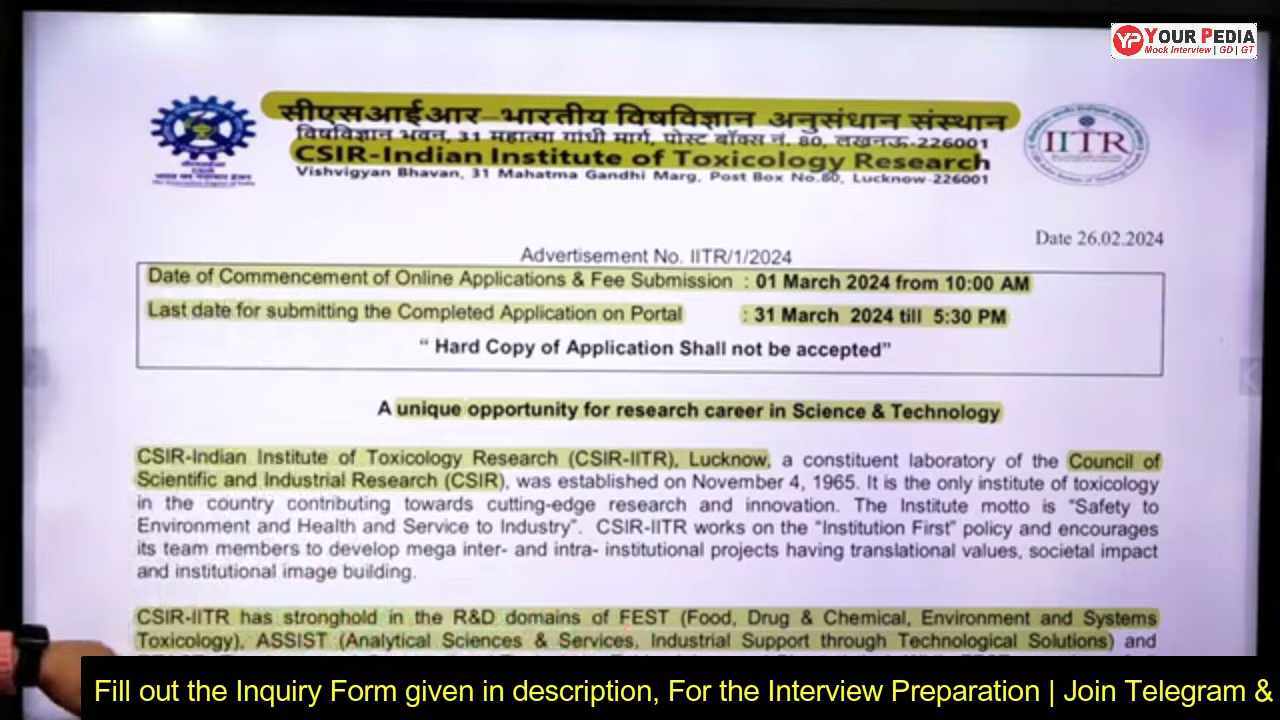 YP YOUR PEDIA
Mock Interview | GD | GT
सीएसआईआर–भारतीय विषविज्ञान अनुसंधान संस्थान
विषविज्ञान भवन, 31 महात्मा गांधी मार्ग, पोस्ट बॉक्स नं. 80, लखनऊ-226001
CSIR-Indian Institute of Toxicology Research
Vishvigyan Bhavan, 31 Mahatma Gandhi Marg, Post Box No.80, Lucknow-226001
IITR
Date 26.02.2024
Advertisement No. IITR/1/2024
Date of Commencement of Online Applications & Fee Submission : 01 March 2024 from 10:00 AM
Last date for submitting the Completed Application on Portal : 31 March 2024 till 5:30 PM
“ Hard Copy of Application Shall not be accepted”
A unique opportunity for research career in Science & Technology
CSIR-Indian Institute of Toxicology Research (CSIR-IITR), Lucknow, a constituent laboratory of the Council of
Scientific and Industrial Research (CSIR), was established on November 4, 1965. It is the only institute of toxicology
in the country contributing towards cutting-edge research and innovation. The Institute motto is “Safety to
Environment and Health and Service to Industry”. CSIR-IITR works on the “Institution First” policy and encourages
its team members to develop mega inter- and intra- institutional projects having translational values, societal impact
and institutional image building.
CSIR-IITR has stronghold in the R&D domains of FEST (Food, Drug & Chemical, Environment and Systems
Toxicology), ASSIST (Analytical Sciences & Services, Industrial Support through Technological Solutions) and
Fill out the Inquiry Form given in description, For the Interview Preparation | Join Telegram &